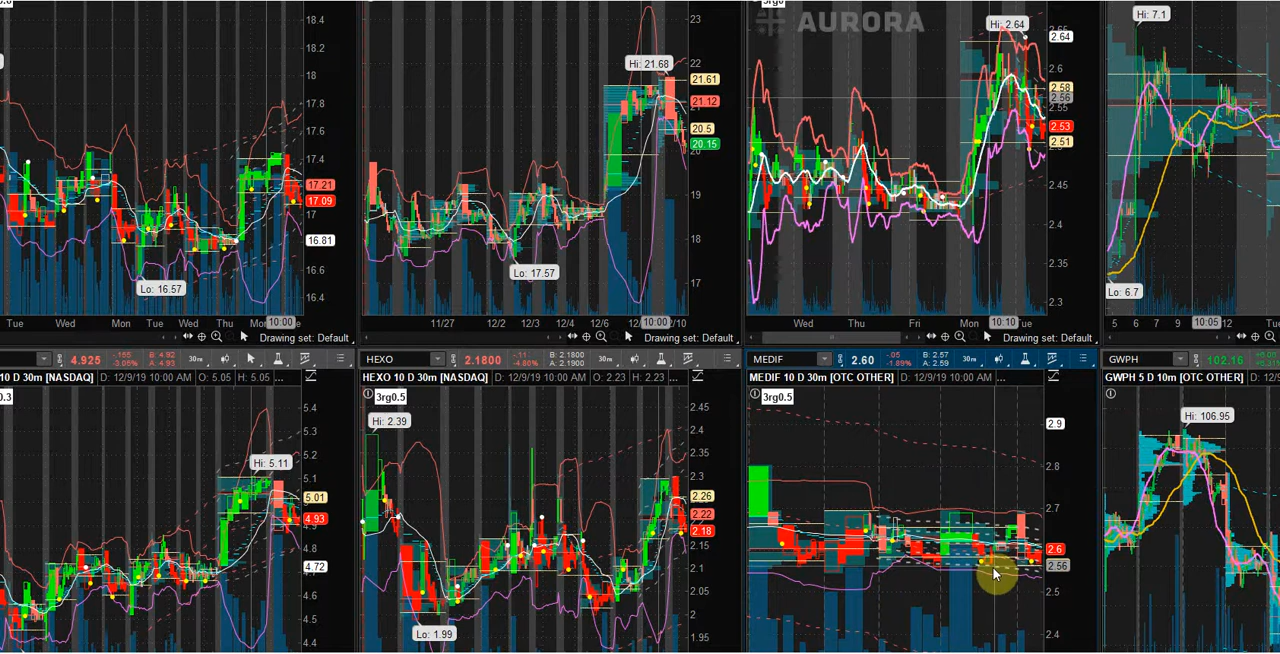 18.4
18.2
18
17.8
17.6
17.4
17.21
17.09
17
16.81
16.6
16.4
Lo: 16.57
Tue Wed Mon Tue Wed Thu 10:00
Drawing set: Default
23
22
Hi: 21.68
21.61
21.12
20.5
20.15
19
18
17
Lo: 17.57
11/27 12/2 12/3 12/4 12/6 10:00
Drawing set: Default
AURORA
Hi: 2.64
2.64
2.6
2.58
2.56
2.53
2.51
2.45
2.4
2.35
2.3
Wed Thu Fri Mon 10:10
Drawing set: Default
Hi: 7.1
Lo: 6.7
5 6 7 9 10:05 12
4.925 B: 4.92 A: 4.93 30m
10 D 30m [NASDAQ] D: 12/9/19 10:00 AM O: 5.05 H: 5.05 ...
5.4
5.3
5.2
Hi: 5.11
5.1
5.01
4.93
4.8
4.72
4.6
4.5
4.4
HEXO 2.1800 -.11 -4.80% B: 2.1800 A: 2.1900 30m
HEXO 10 D 30m [NASDAQ] D: 12/9/19 10:00 AM O: 2.23 H: 2.23 ...
3rg0.5
Hi: 2.39
2.45
2.4
2.35
2.3
2.26
2.22
2.18
2.15
2.1
2.05
2
1.95
Lo: 1.99
MEDIF 2.60 -.05 -1.89% B: 2.57 A: 2.59 30m
MEDIF 10 D 30m [OTC OTHER] D: 12/9/19 10:00 AM ...
3rg0.5
2.9
2.8
2.7
2.6
2.56
2.5
2.4
GWPH 102.16
GWPH 5 D 10m [OTC OTHER]
Hi: 106.95